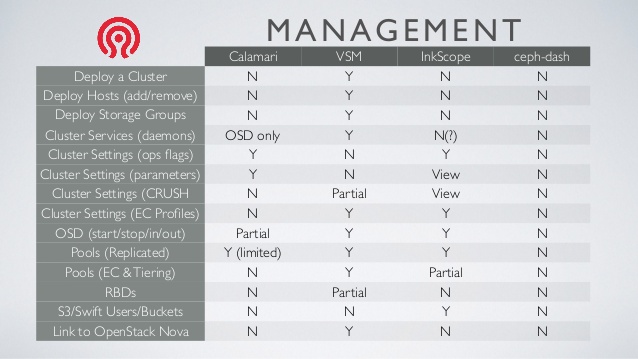 MANAGEMENT
Calamari VSM InkScope ceph-dash
Deploy a Cluster N Y N N
Deploy Hosts (add/remove) N Y N N
Deploy Storage Groups N Y N N
Cluster Services (daemons) OSD only Y N(?) N
Cluster Settings (ops flags) Y N Y N
Cluster Settings (parameters) Y N View N
Cluster Settings (CRUSH N Partial View N
Cluster Settings (EC Profiles) N Y Y N
OSD (start/stop/in/out) Partial Y Y N
Pools (Replicated) Y (limited) Y Y N
Pools (EC & Tiering) N Y Partial N
RBDs N Partial N N
S3/Swift Users/Buckets N N Y N
Link to OpenStack Nova N Y N N